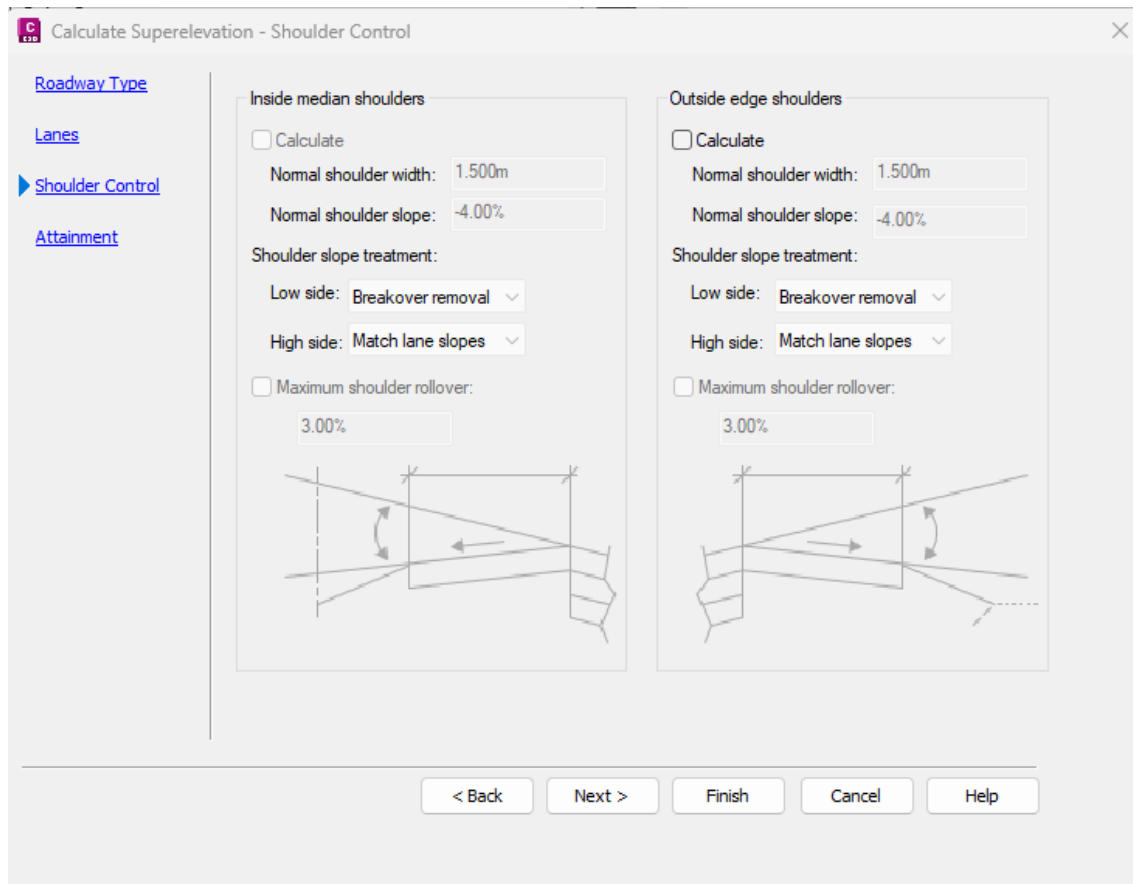 C
C3D
Calculate Superelevation - Shoulder Control
Roadway Type
Lanes
Shoulder Control
Attainment
Inside median shoulders
Calculate
Normal shoulder width: 1.500m
Normal shoulder slope: -4.00%
Shoulder slope treatment:
Low side: Breakover removal
High side: Match lane slopes
Maximum shoulder rollover:
3.00%
Outside edge shoulders
Calculate
Normal shoulder width: 1.500m
Normal shoulder slope: -4.00%
Shoulder slope treatment:
Low side: Breakover removal
High side: Match lane slopes
Maximum shoulder rollover:
3.00%
< Back Next > Finish Cancel Help